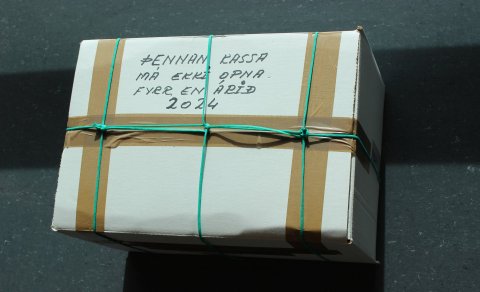 ÞENNAN KASSA
MÁ EKKI OPNA
FYRR EN ÁRIÐ
2024